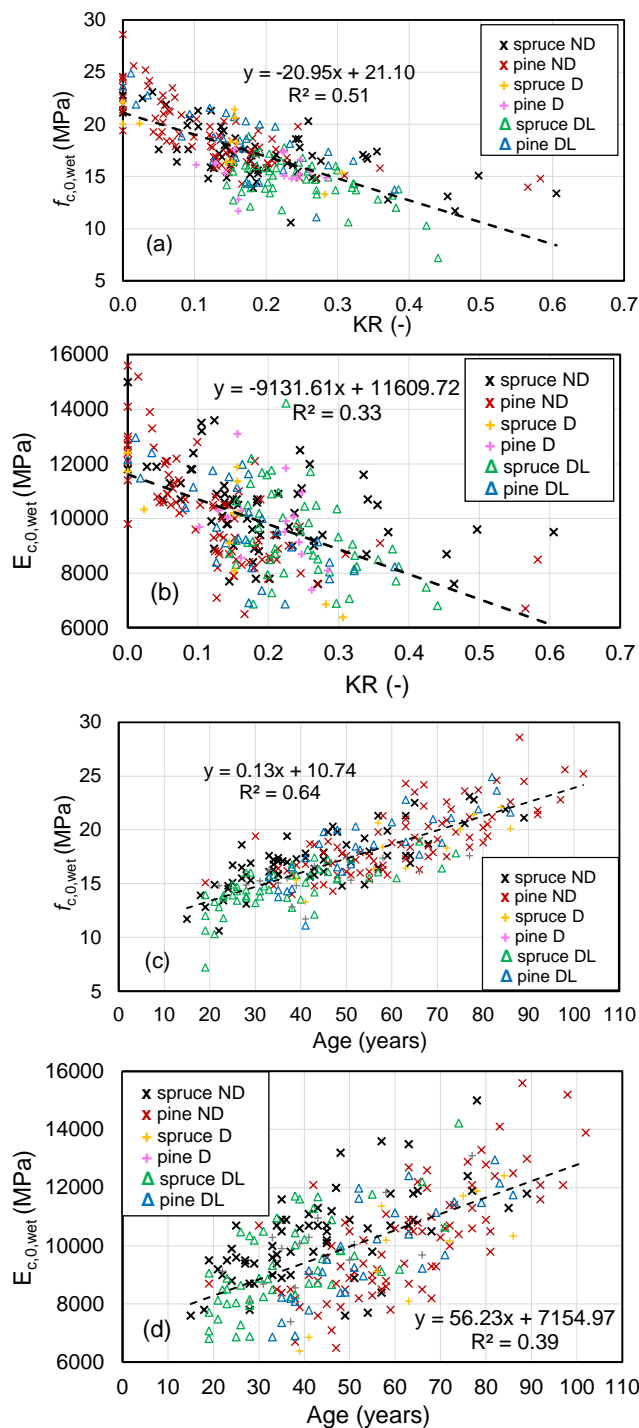 30
25
20
15
10
5
f c,0,wet (MPa)
y = -20.95x + 21.10
R² = 0.51
× spruce ND
× pine ND
+ spruce D
+ pine D
Δ spruce DL
Δ pine DL
(a)
0.0 0.1 0.2 0.3 0.4 0.5 0.6 0.7
KR (-)
16000
14000
12000
10000
8000
6000
E c,0,wet (MPa)
y = -9131.61x + 11609.72
R² = 0.33
× spruce ND
× pine ND
+ spruce D
+ pine D
Δ spruce DL
Δ pine DL
(b)
0.0 0.1 0.2 0.3 0.4 0.5 0.6 0.7
KR (-)
30
25
20
15
10
5
f c,0,wet (MPa)
y = 0.13x + 10.74
R² = 0.64
× spruce ND
× pine ND
+ spruce D
+ pine D
Δ spruce DL
Δ pine DL
(c)
0 10 20 30 40 50 60 70 80 90 100 110
Age (years)
16000
14000
12000
10000
8000
6000
E c,0,wet (MPa)
× spruce ND
× pine ND
+ spruce D
+ pine D
Δ spruce DL
Δ pine DL
(d)
y = 56.23x + 7154.97
R² = 0.39
0 10 20 30 40 50 60 70 80 90 100 110
Age (years)